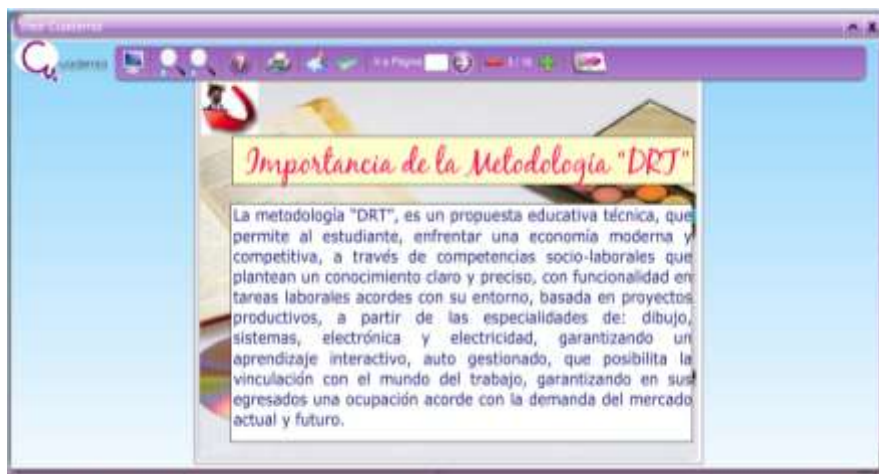 Cuaderno
Ir a Página
Importancia de la Metodología "DRT"
La metodología "DRT", es un propuesta educativa técnica, que
permite al estudiante, enfrentar una economía moderna y
competitiva, a través de competencias socio-laborales que
plantean un conocimiento claro y preciso, con funcionalidad en
tareas laborales acordes con su entorno, basada en proyectos
productivos, a partir de las especialidades de: dibujo,
sistemas, electrónica y electricidad, garantizando un
aprendizaje interactivo, auto gestionado, que posibilita la
vinculación con el mundo del trabajo, garantizando en sus
egresados una ocupación acorde con la demanda del mercado
actual y futuro.